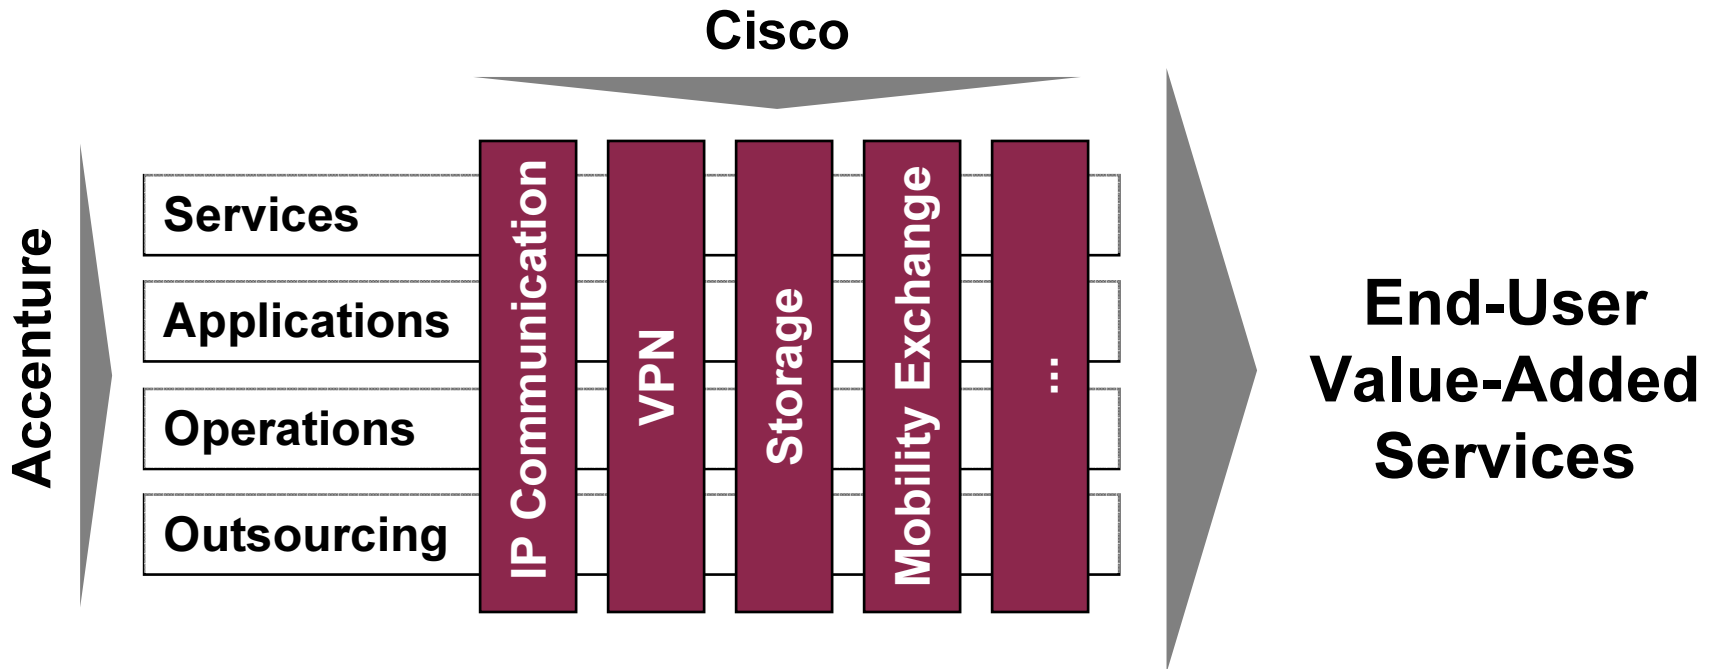 Cisco
Accenture
Services
Applications
Operations
Outsourcing
IP Communication
VPN
Storage
Mobility Exchange
...
End-User
Value-Added
Services